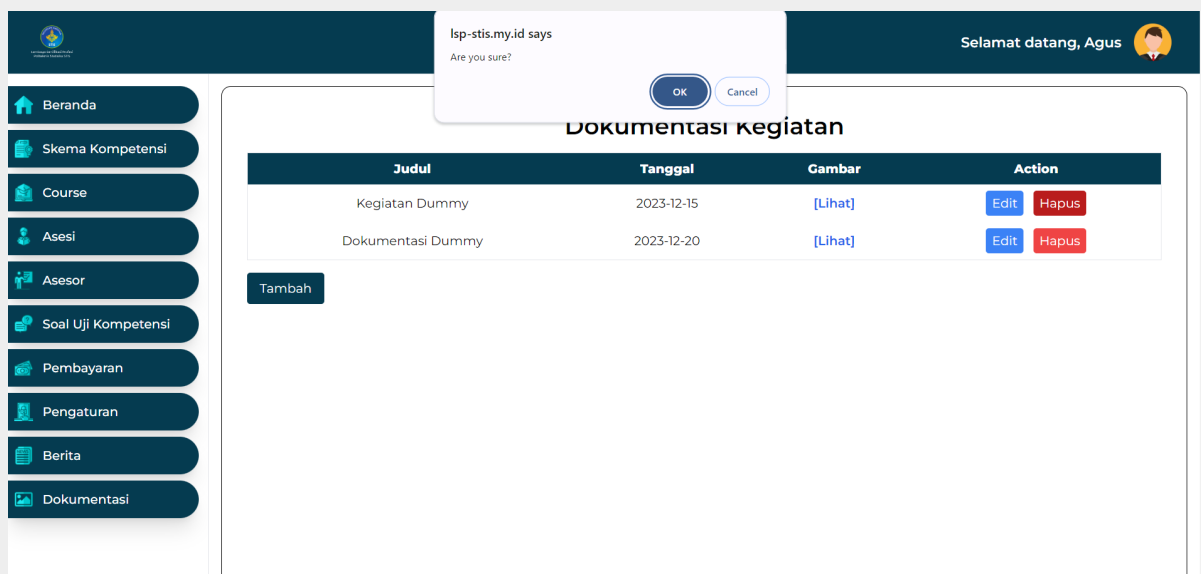 lsp-stis.my.id says
Are you sure?
OK
Cancel
Selamat datang, Agus
Beranda
Skema Kompetensi
Course
Asesi
Asesor
Soal Uji Kompetensi
Pembayaran
Pengaturan
Berita
Dokumentasi
Dokumentasi Kegiatan
Judul Tanggal Gambar Action
Kegiatan Dummy 2023-12-15 [Lihat] Edit Hapus
Dokumentasi Dummy 2023-12-20 [Lihat] Edit Hapus
Tambah